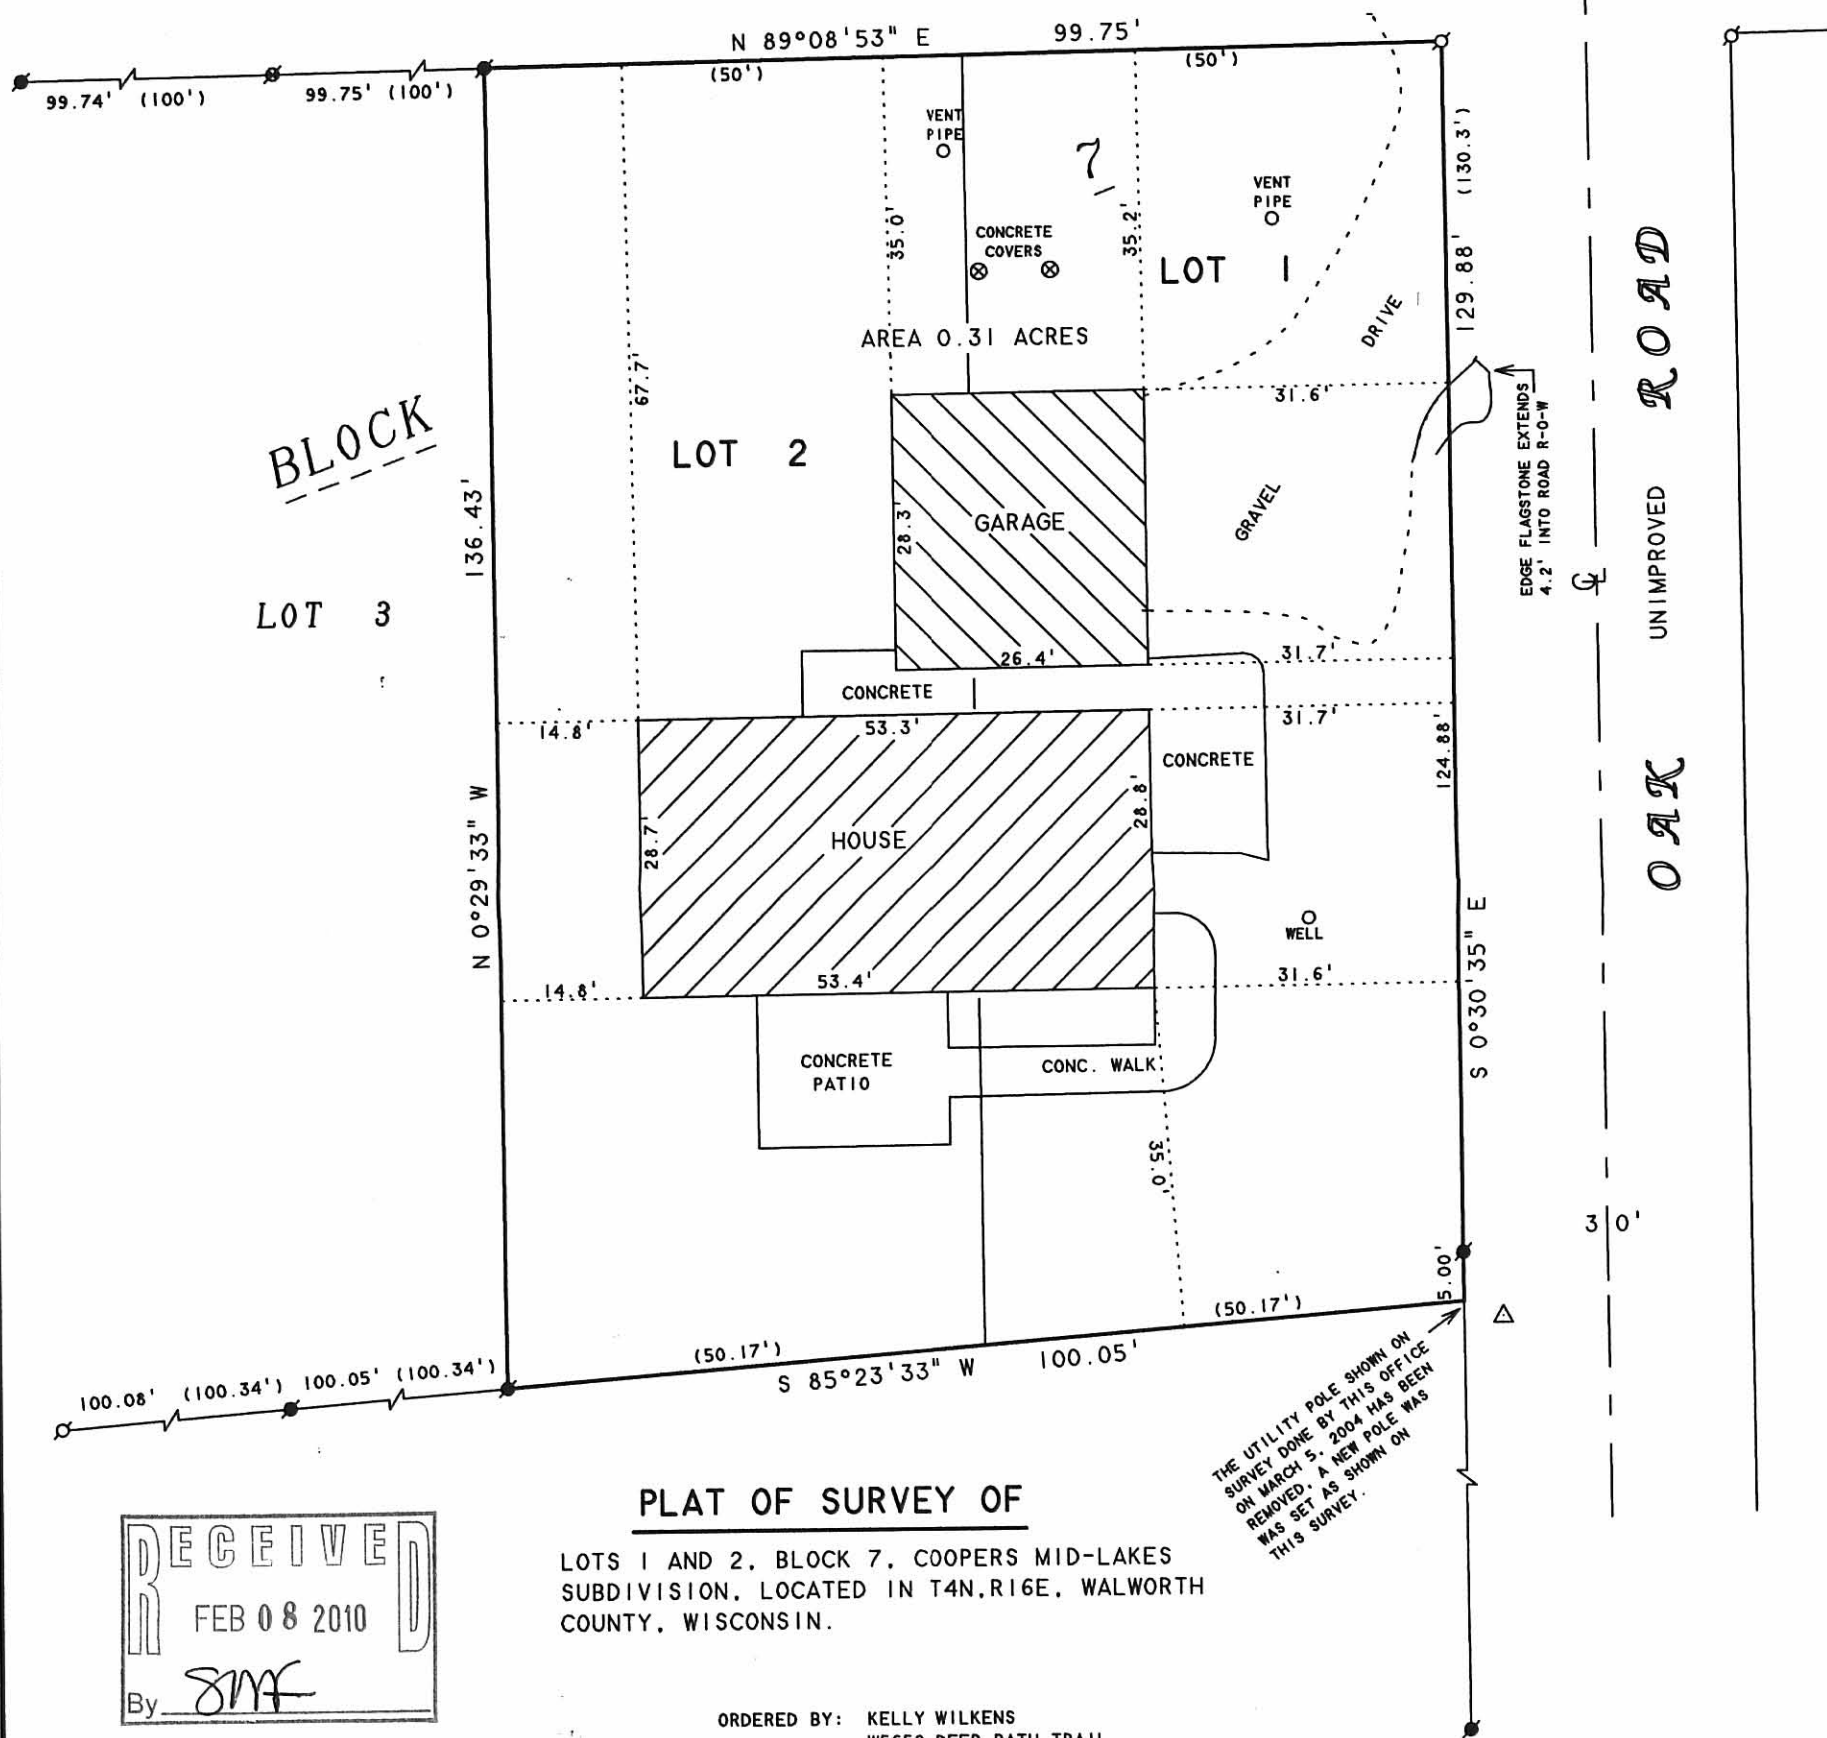 N 89°08'53" E
99.75'
(50')
(50')
99.74' (100')
99.75' (100')
VENT
PIPE
7
VENT
PIPE
(130.3')
129.88'
35.0'
35.2'
CONCRETE
COVERS
LOT 1
DRIVE
AREA 0.31 ACRES
67.7'
31.6'
BLOCK
LOT 2
EDGE FLAGSTONE EXTENDS
4.2' INTO ROAD R-O-W
136.43'
28.3'
GARAGE
GRAVEL
LOT 3
26.4'
31.7'
CONCRETE
31.7'
14.8'
53.3'
124.88'
CONCRETE
28.7'
HOUSE
28.8'
N 0°29'33" W
WELL
14.8'
53.4'
31.6'
S 0°30'35" E
CONCRETE
PATIO
CONC. WALK
35.0'
OAK ROAD
UNIMPROVED
30'
5.00'
(50.17')
(50.17')
S 85°23'33" W
100.05'
100.08' (100.34')
100.05' (100.34')
THE UTILITY POLE SHOWN ON
SURVEY DONE BY THIS OFFICE
ON MARCH 5, 2004 HAS BEEN
REMOVED, A NEW POLE WAS
WAS SET AS SHOWN ON
THIS SURVEY.
PLAT OF SURVEY OF
LOTS 1 AND 2, BLOCK 7, COOPERS MID-LAKES
SUBDIVISION, LOCATED IN T4N,R16E, WALWORTH
COUNTY, WISCONSIN.
RECEIVED
FEB 08 2010
By SMF
ORDERED BY: KELLY WILKENS
DEER PATH TRAIL